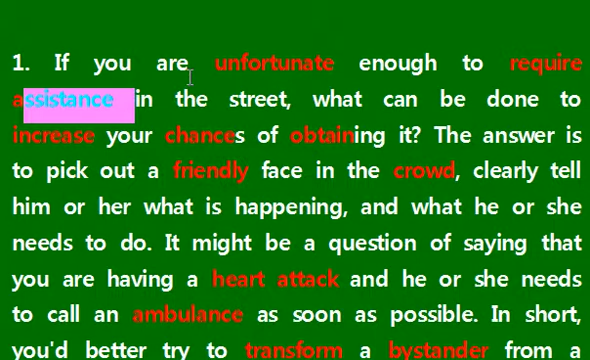 1. If you are unfortunate enough to require
assistance in the street, what can be done to
increase your chances of obtaining it? The answer is
to pick out a friendly face in the crowd, clearly tell
him or her what is happening, and what he or she
needs to do. It might be a question of saying that
you are having a heart attack and he or she needs
to call an ambulance as soon as possible. In short,
you'd better try to transform a bystander from a